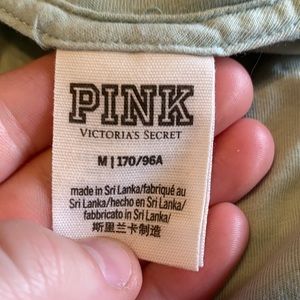 PINK
VICTORIA'S SECRET
M | 170/96A
made in Sri Lanka/fabriqué au
Sri Lanka/hecho en Sri Lanka/
fabbricato in Sri Lanka/
斯里兰卡制造